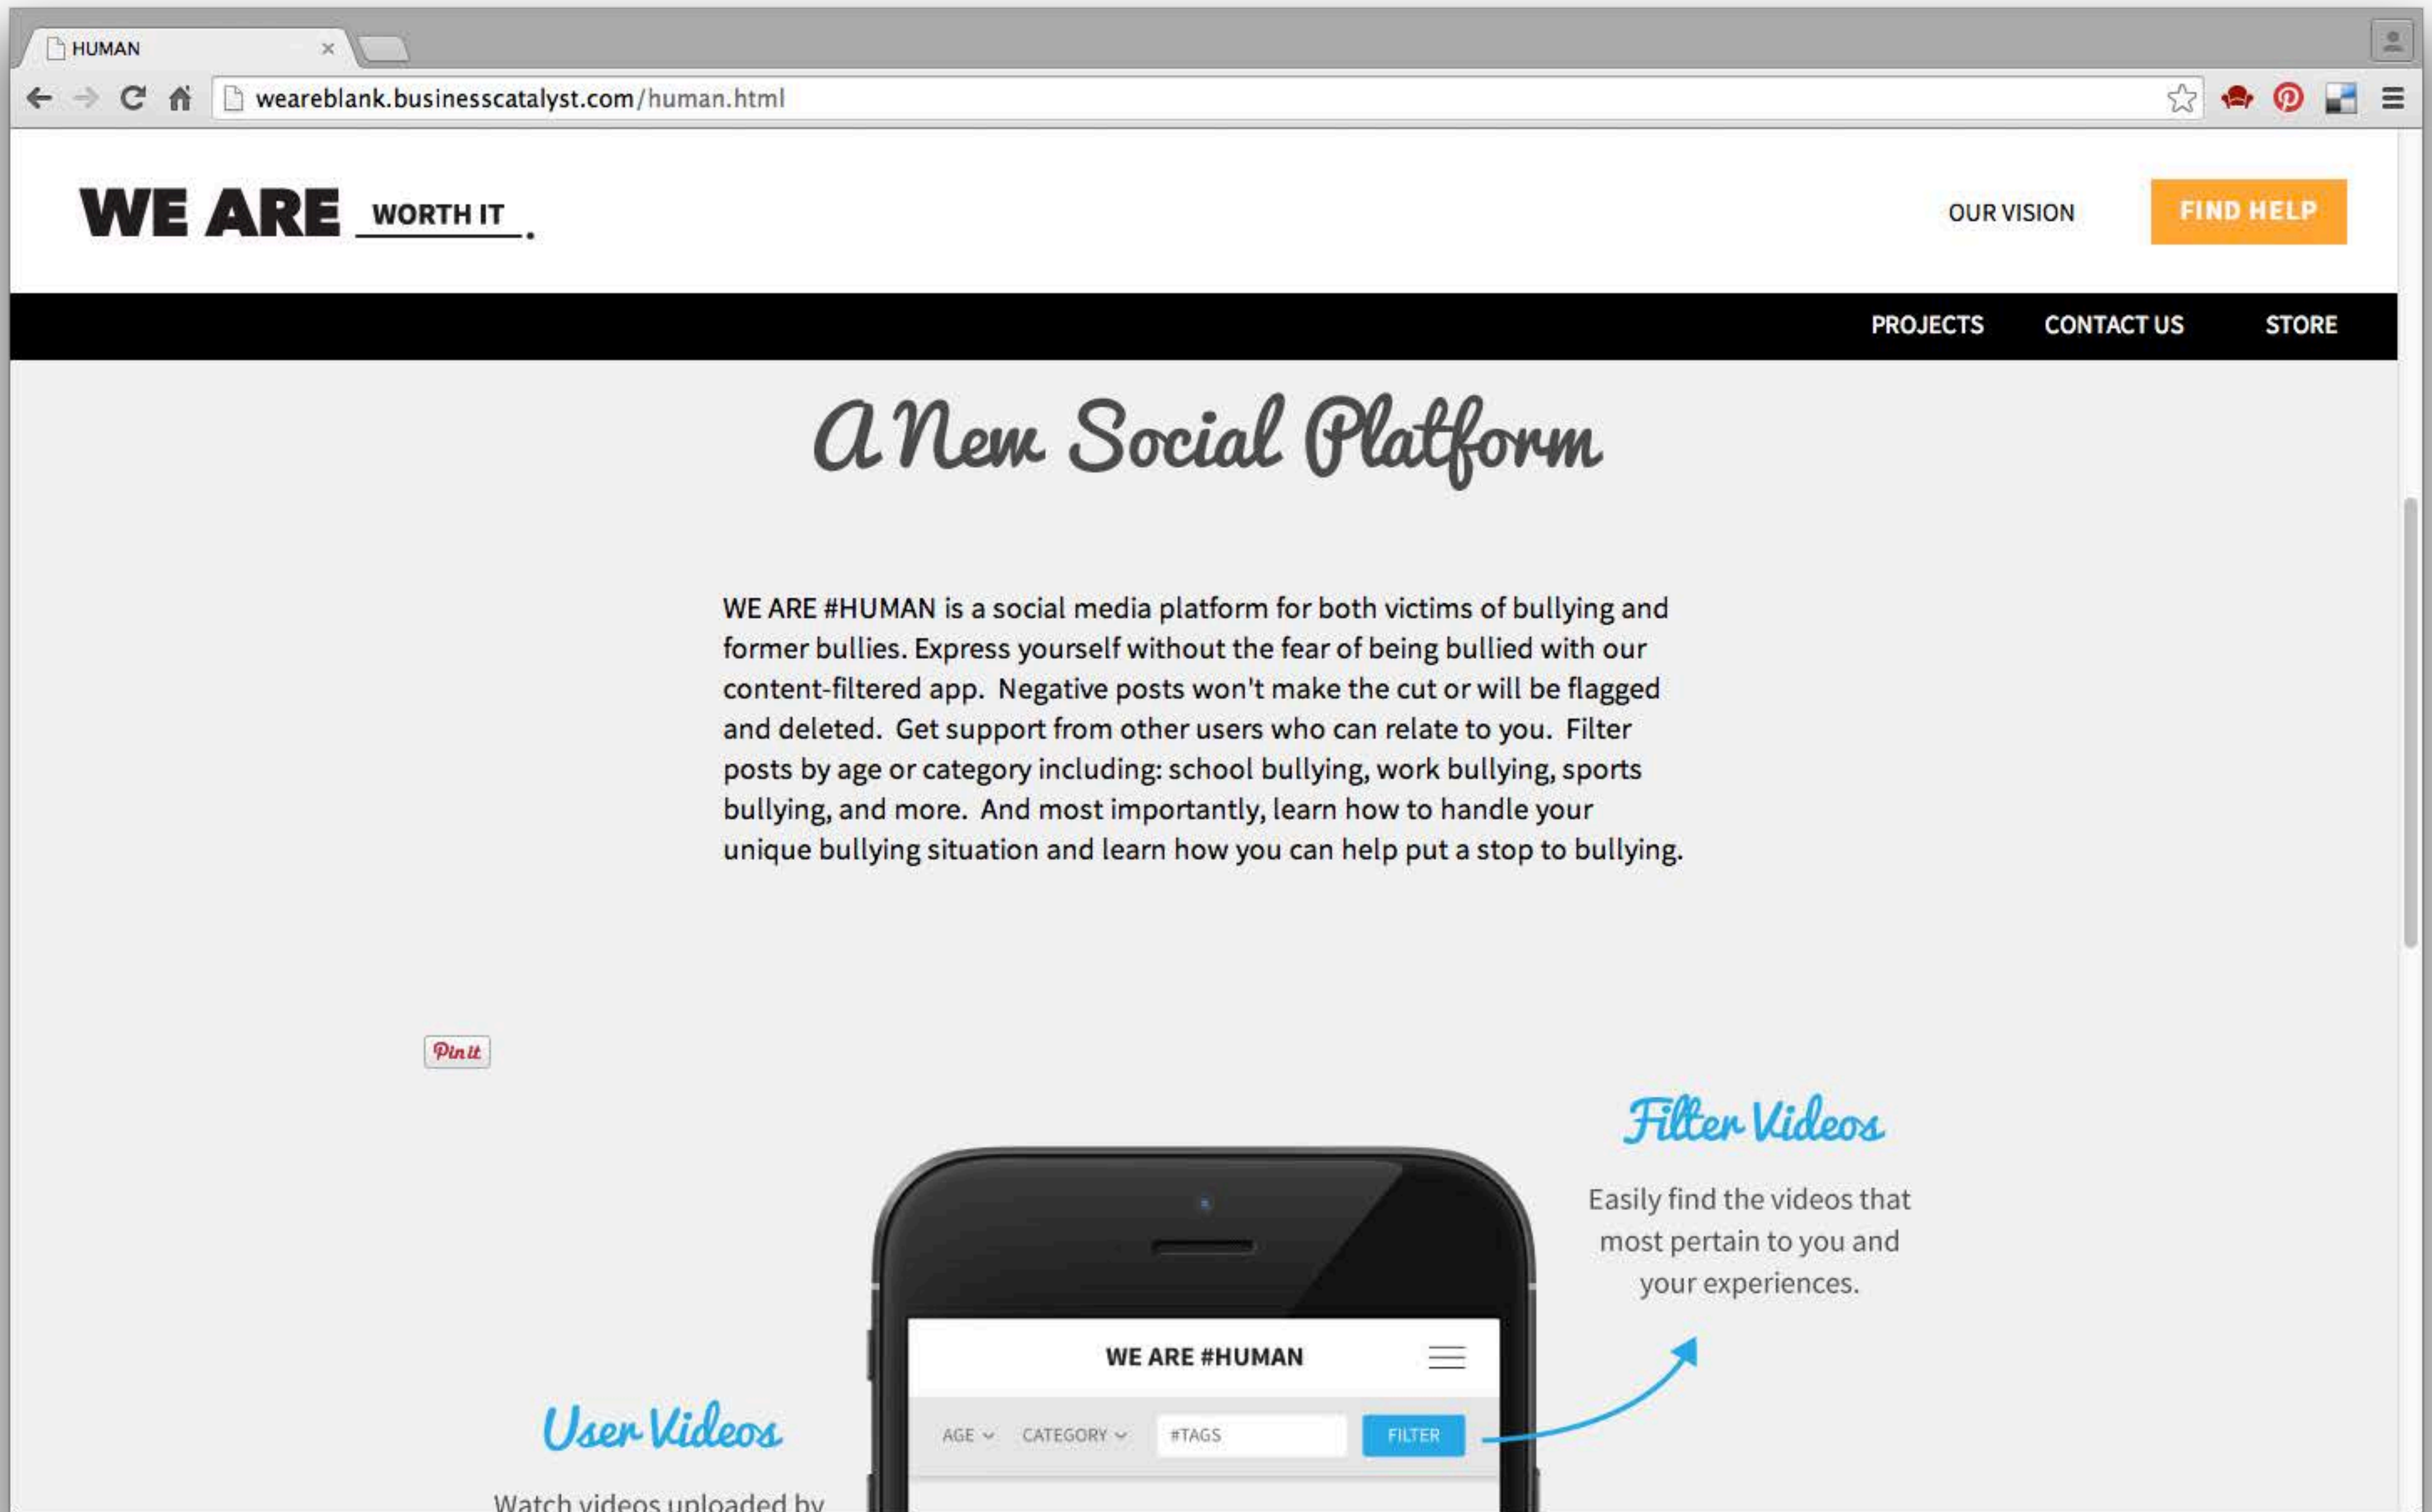 HUMAN
weareblank.businesscatalyst.com/human.html
WE ARE WORTH IT.
OUR VISION
FIND HELP
PROJECTS CONTACT US STORE
A New Social Platform
WE ARE #HUMAN is a social media platform for both victims of bullying and
former bullies. Express yourself without the fear of being bullied with our
content-filtered app. Negative posts won't make the cut or will be flagged
and deleted. Get support from other users who can relate to you. Filter
posts by age or category including: school bullying, work bullying, sports
bullying, and more. And most importantly, learn how to handle your
unique bullying situation and learn how you can help put a stop to bullying.
Pin it
Filter Videos
Easily find the videos that
most pertain to you and
your experiences.
WE ARE #HUMAN
AGE CATEGORY #TAGS FILTER
User Videos
Watch videos uploaded by